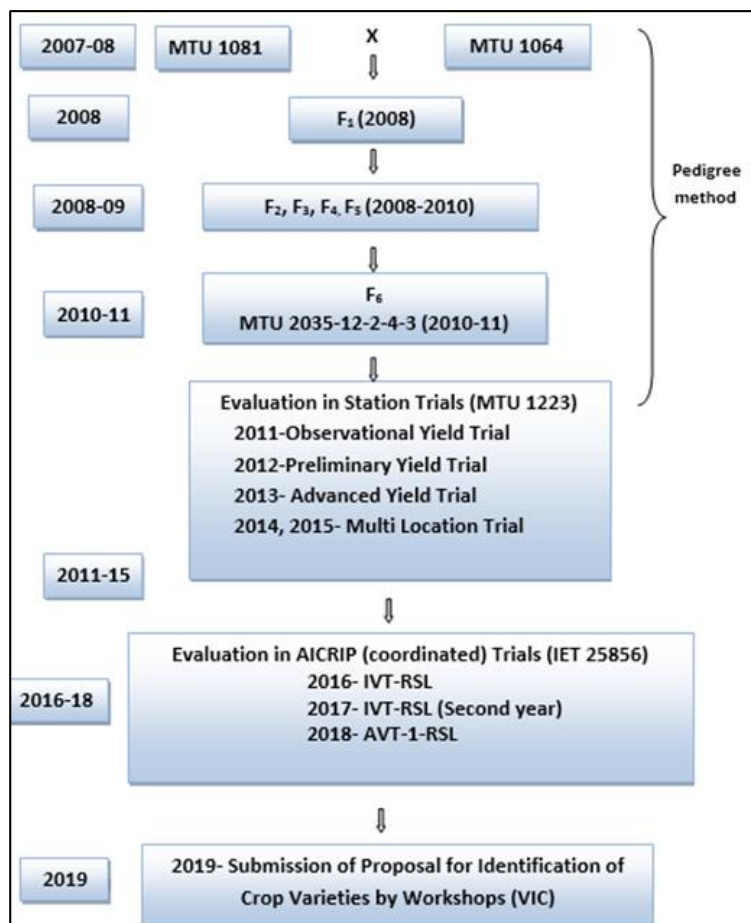 2007-08
MTU 1081
X
MTU 1064
2008
F₁ (2008)
Pedigree
method
2008-09
F₂, F₃, F₄, F₅ (2008-2010)
2010-11
F₆
MTU 2035-12-2-4-3 (2010-11)
Evaluation in Station Trials (MTU 1223)
2011-Observational Yield Trial
2012-Preliminary Yield Trial
2013- Advanced Yield Trial
2014, 2015- Multi Location Trial
2011-15
Evaluation in AICRIP (coordinated) Trials (IET 25856)
2016- IVT-RSL
2017- IVT-RSL (Second year)
2018- AVT-1-RSL
2016-18
2019- Submission of Proposal for Identification of
Crop Varieties by Workshops (VIC)
2019